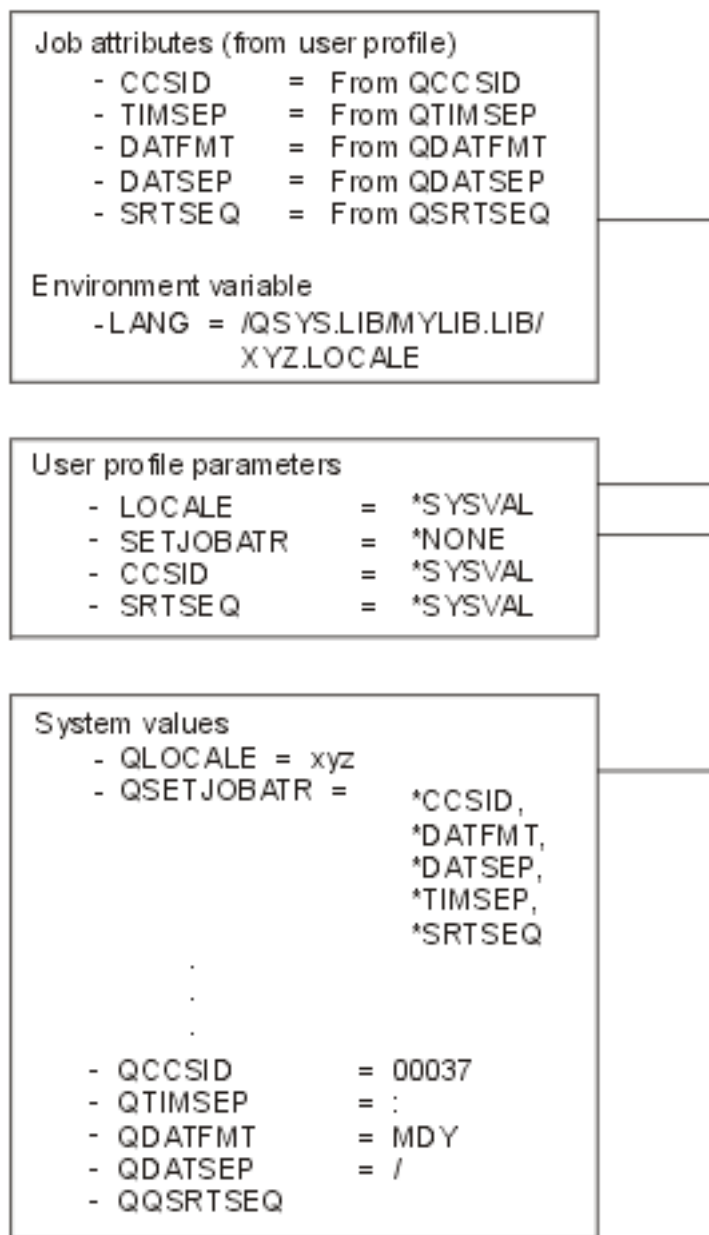 Job attributes (from user profile)
- CCSID = From QCCSID
- TIMSEP = From QTIMSEP
- DATFMT = From QDATFMT
- DATSEP = From QDATSEP
- SRTSEQ = From QSRTSEQ
Environment variable
- LANG = /QSYS.LIB/MYLIB.LIB/
XYZ.LOCALE
User profile parameters
- LOCALE = *SYSVAL
- SETJOBATR = *NONE
- CCSID = *SYSVAL
- SRTSEQ = *SYSVAL
System values
- QLOCALE = xyz
- QSETJOBATR = *CCSID,
*DATFMT,
*DATSEP,
*TIMSEP,
*SRTSEQ
.
.
.
- QCCSID = 00037
- QTIMSEP = :
- QDATFMT = MDY
- QDATSEP = /
- QQSRTSEQ